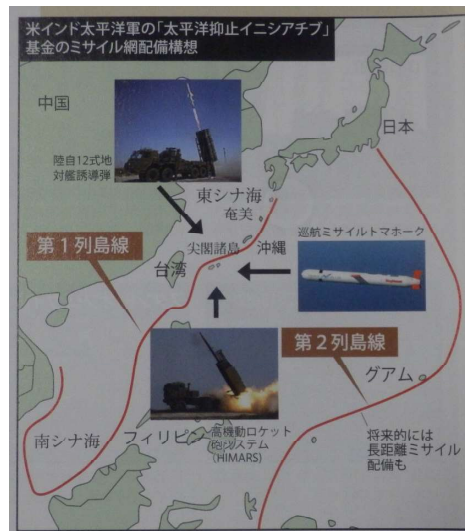 米インド太平洋軍の「太平洋抑止イニシアチブ」
基金のミサイル網配備構想
中国
日本
陸自12式地
対艦誘導弾
東シナ海
奄美
第1列島線
尖閣諸島
沖縄
台湾
巡航ミサイルトマホーク
第2列島線
グアム
南シナ海
フィリピン
高機動ロケット
砲システム
(HIMARS)
将来的には
長距離ミサイル
配備も